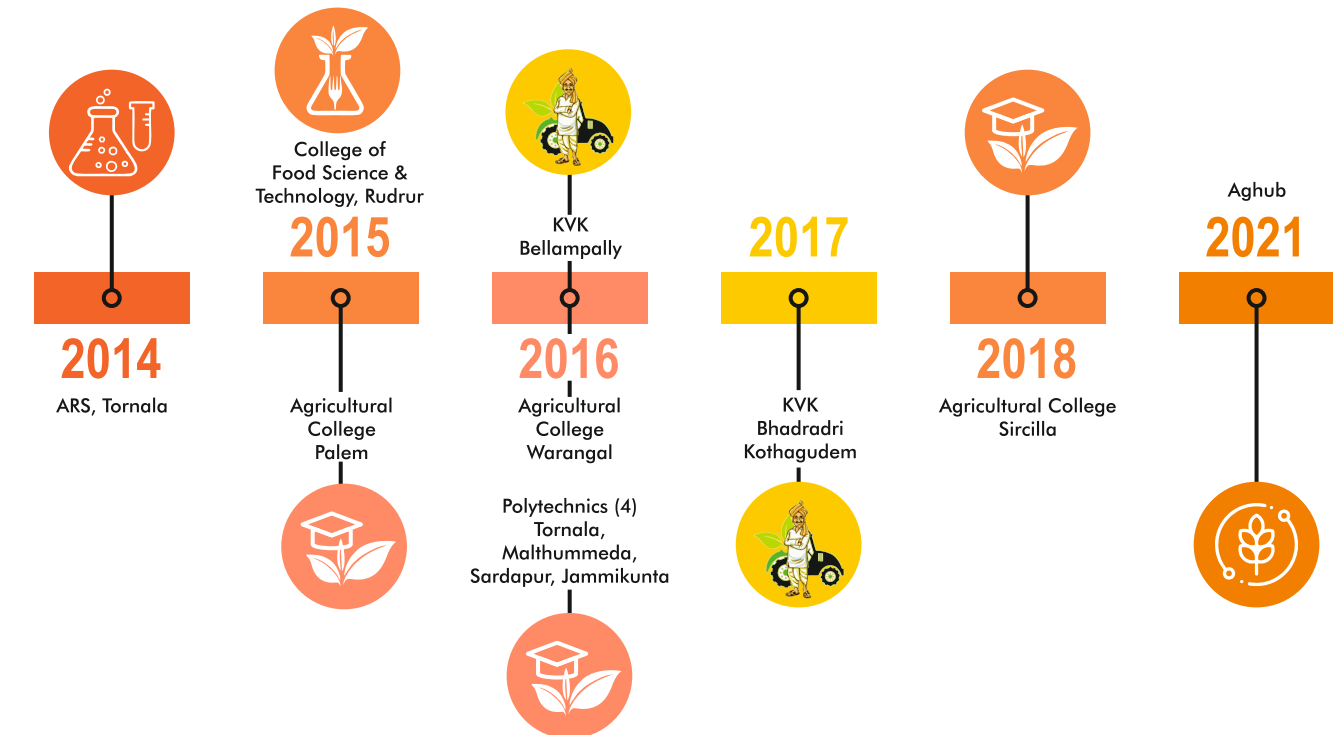 2014
ARS, Tornala
College of
Food Science &
Technology, Rudrur
2015
Agricultural
College
Palem
KVK
Bellampally
2016
Agricultural
College
Warangal
Polytechnics (4)
Tornala,
Malthummeda,
Sardapur, Jammikunta
2017
KVK
Bhadradri
Kothagudem
2018
Agricultural College
Sircilla
Aghub
2021